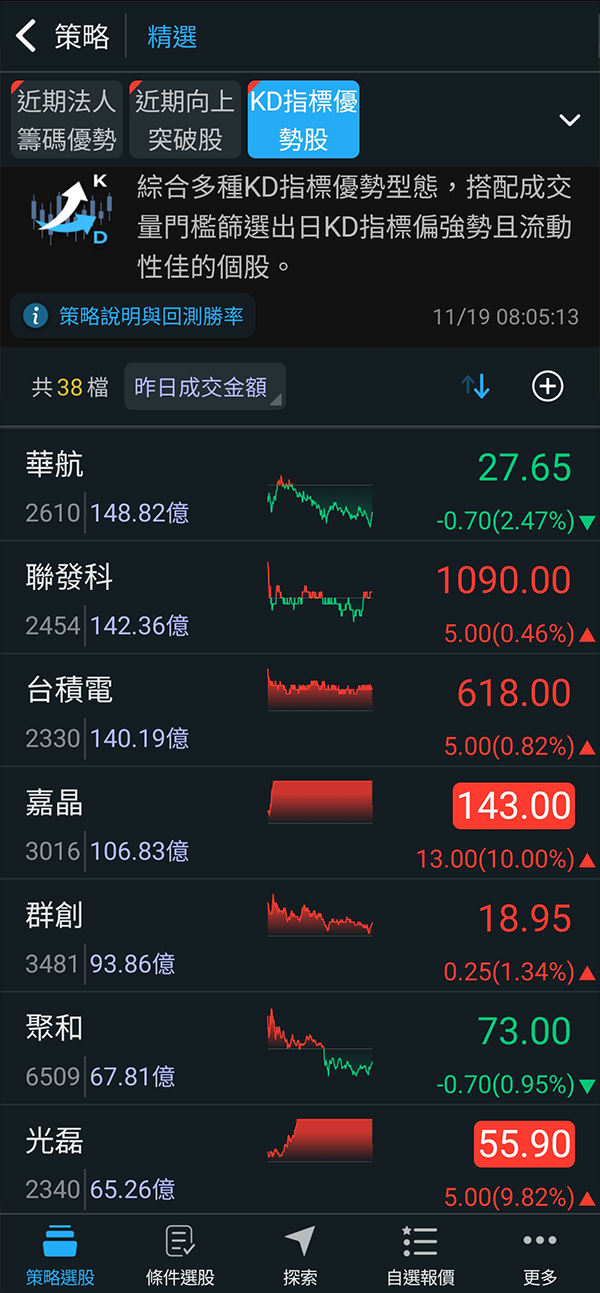 策略 精選
近期法人 近期向上 KD指標優
籌碼優勢 突破股 勢股
K
D
綜合多種KD指標優勢型態，搭配成交
量門檻篩選出日KD指標偏強勢且流動
性佳的個股。
i 策略說明與回測勝率 11/19 08:05:13
共38檔 昨日成交金額
華航 27.65
2610 148.82億 -0.70(2.47%)▼
聯發科 1090.00
2454 142.36億 5.00(0.46%)▲
台積電 618.00
2330 140.19億 5.00(0.82%)▲
嘉晶 143.00
3016 106.83億 13.00(10.00%)▲
群創 18.95
3481 93.86億 0.25(1.34%)▲
聚和 73.00
6509 67.81億 -0.70(0.95%)▼
光磊 55.90
2340 65.26億 5.00(9.82%)▲
策略選股 條件選股 探索 自選報價 更多